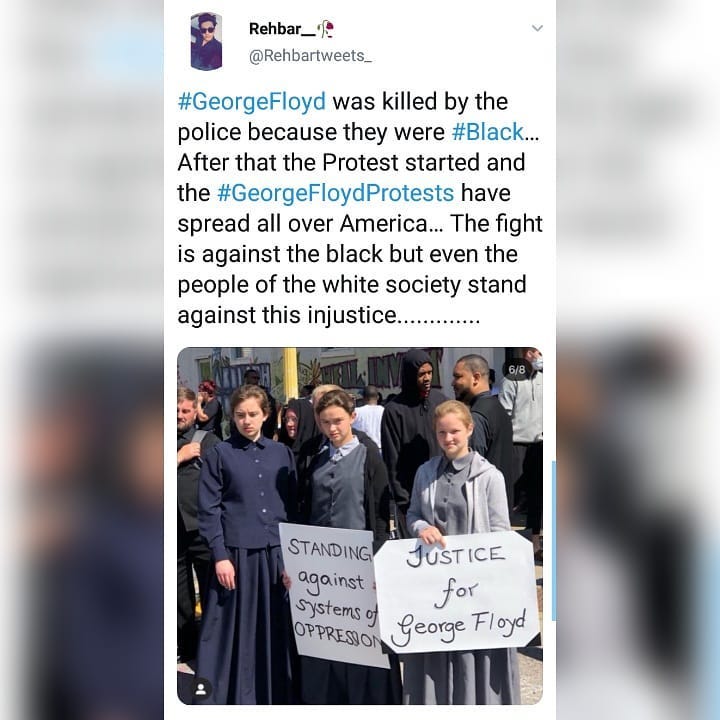 Rehbar__🥀
@Rehbartweets_
#GeorgeFloyd was killed by the
police because they were #Black...
After that the Protest started and
the #GeorgeFloydProtests have
spread all over America... The fight
is against the black but even the
people of the white society stand
against this injustice.............
6/8
STANDING
against
systems of
OPPRESSION
JUSTICE
for
George Floyd